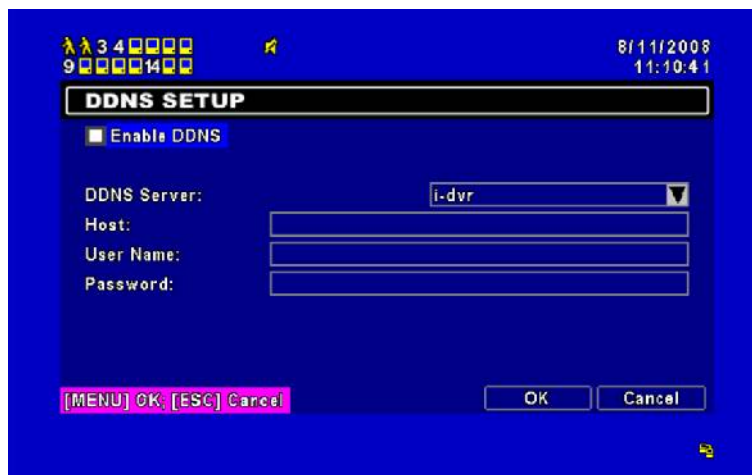 3 4
8/11/2008
9 14
11:10:41
DDNS SETUP
Enable DDNS
DDNS Server: i-dvr
Host:
User Name:
Password:
[MENU] OK; [ESC] Cancel
OK Cancel